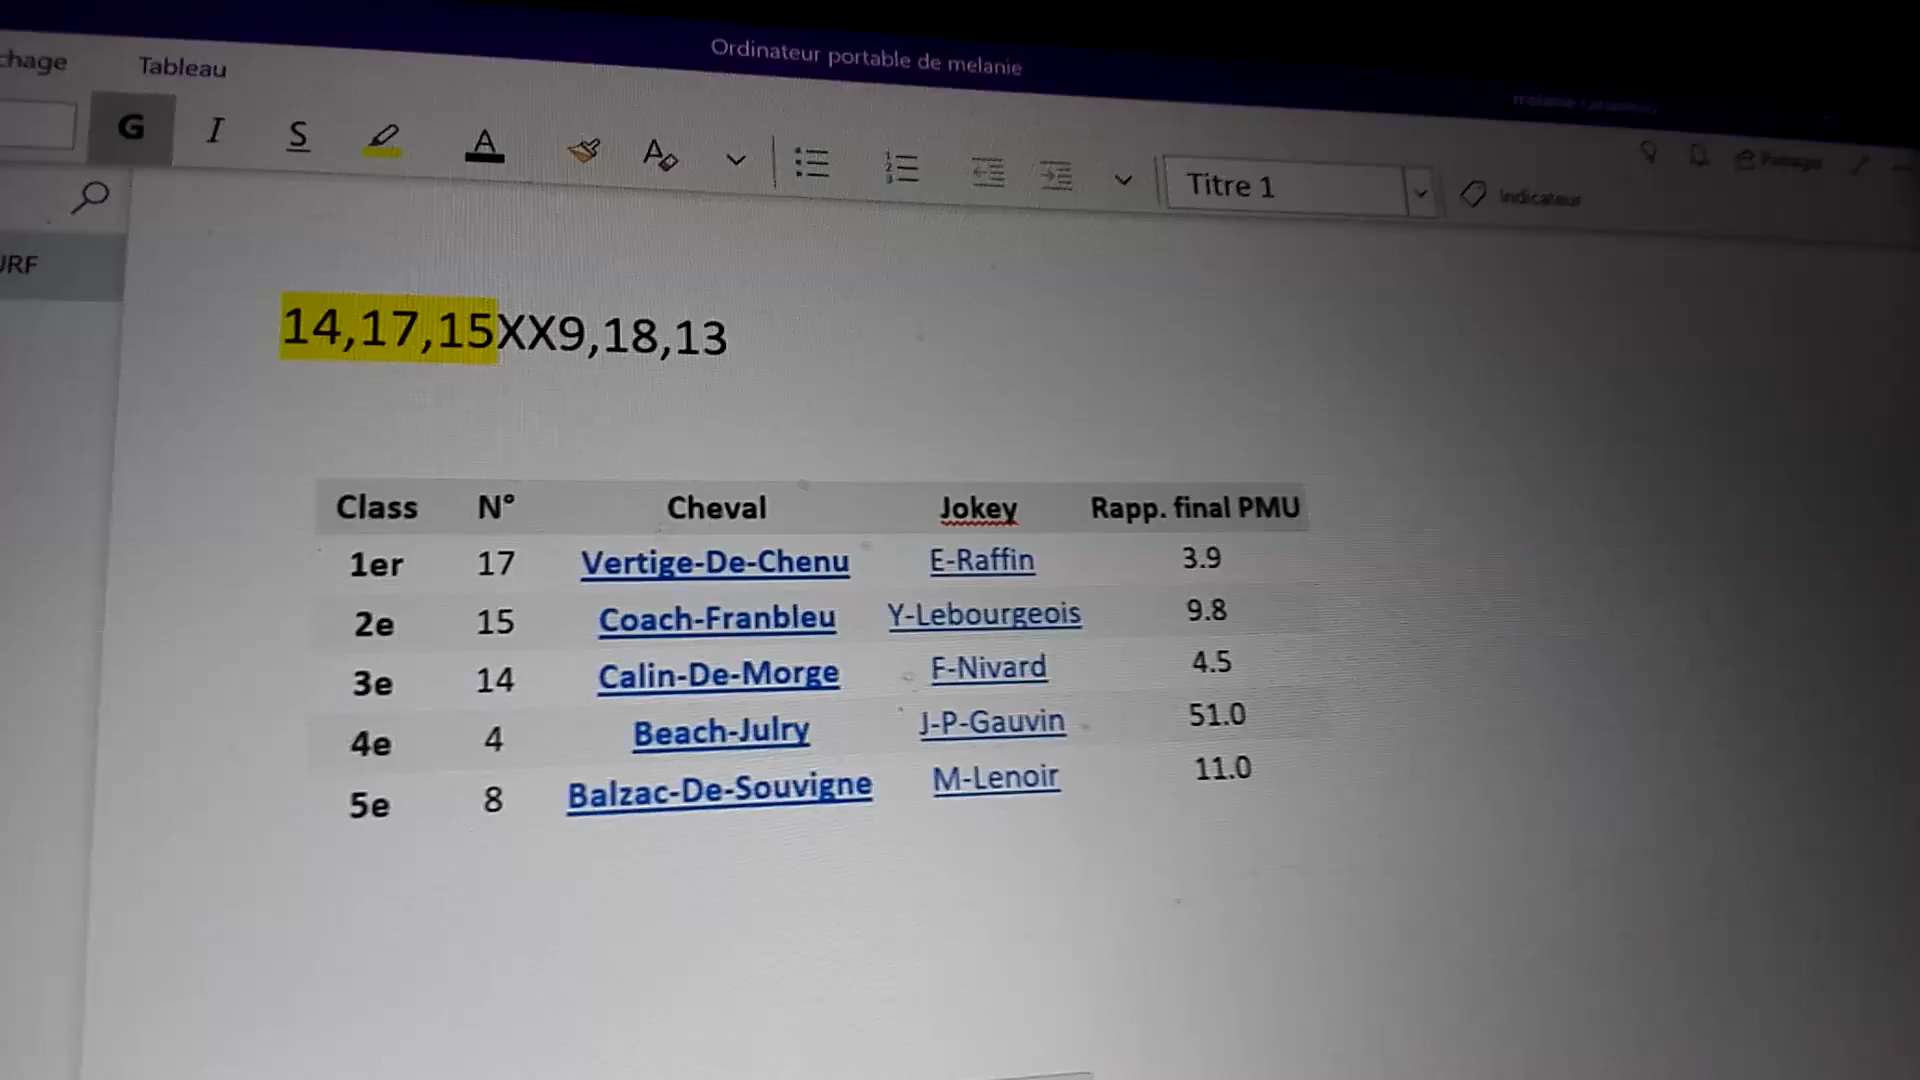 Ordinateur portable de melanie
chage Tableau
G I S A A Titre 1 Indicateur
URF
14,17,15XX9,18,13
Class N° Cheval Jokey Rapp. final PMU
1er 17 Vertige-De-Chenu E-Raffin 3.9
2e 15 Coach-Franbleu Y-Lebourgeois 9.8
3e 14 Calin-De-Morge F-Nivard 4.5
4e 4 Beach-Julry J-P-Gauvin 51.0
5e 8 Balzac-De-Souvigne M-Lenoir 11.0